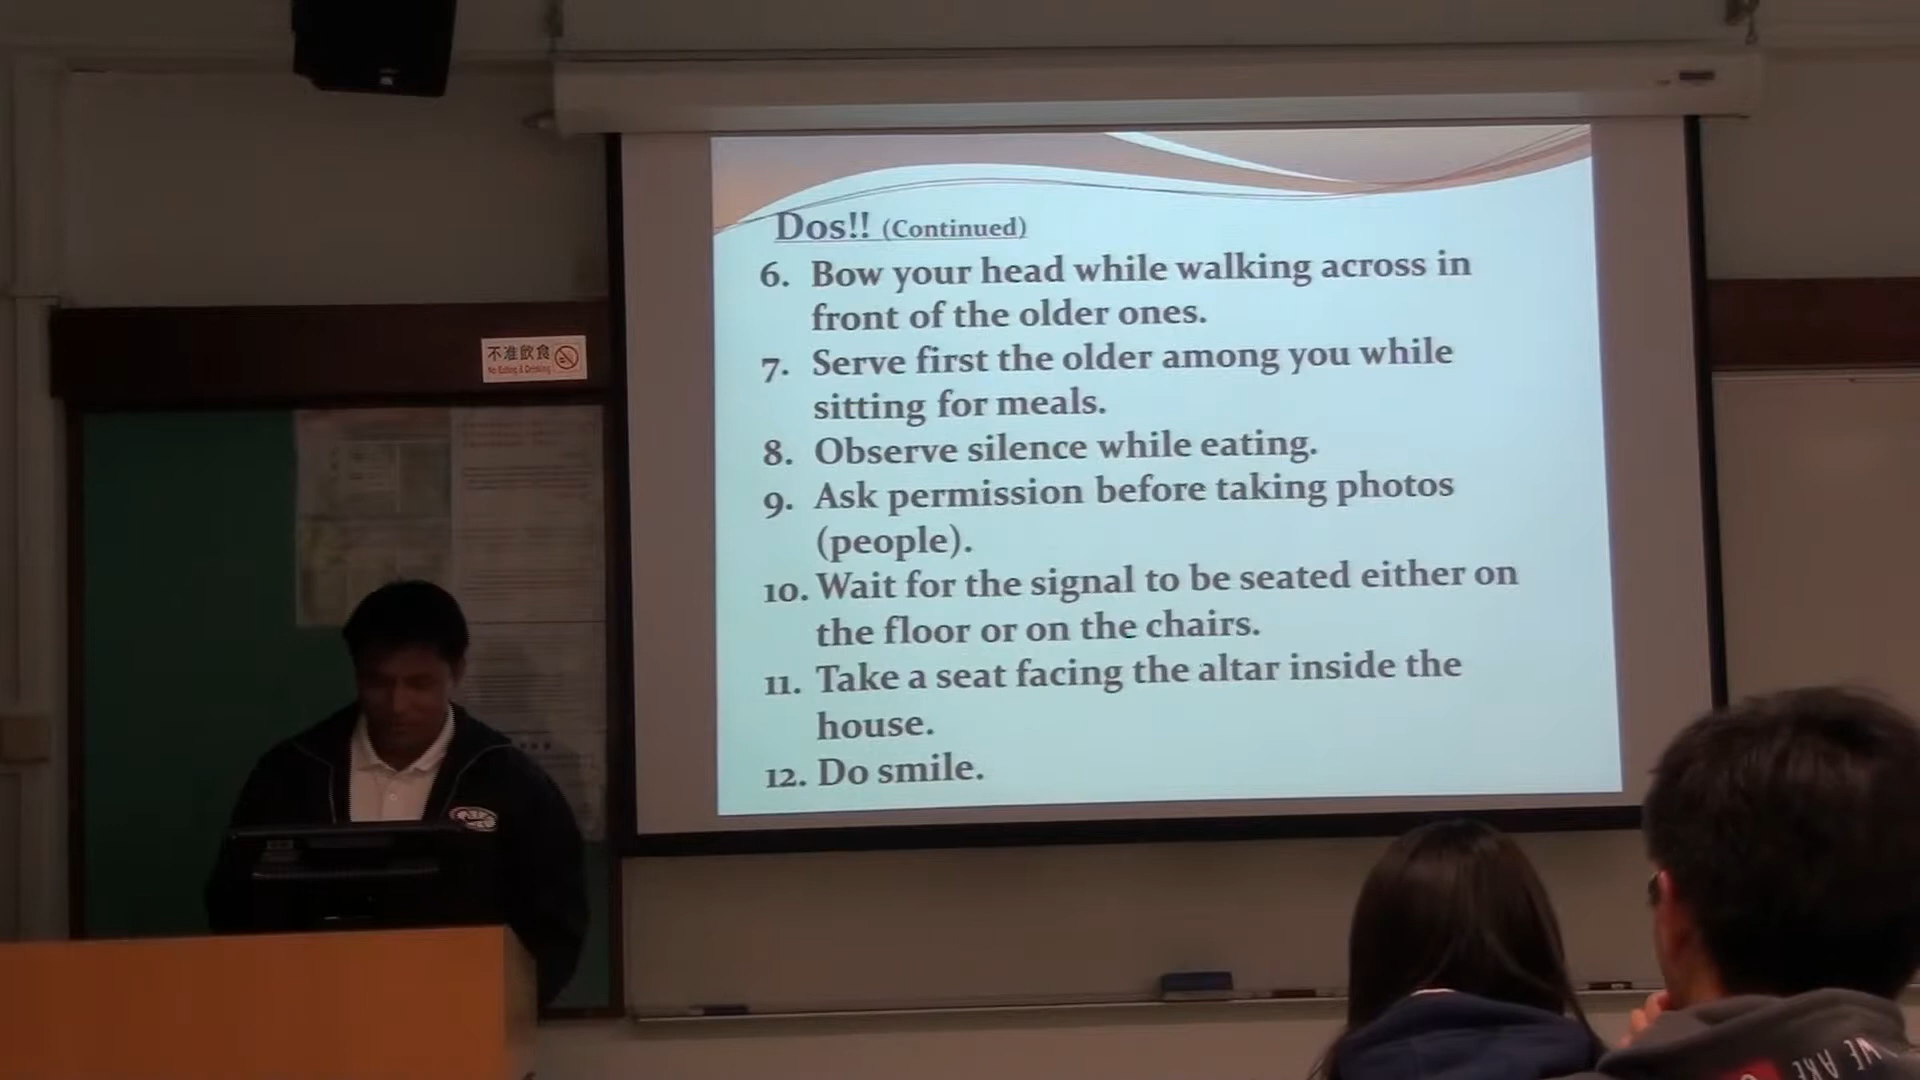 Dos!! (Continued)
6. Bow your head while walking across in
front of the older ones.
7. Serve first the older among you while
sitting for meals.
8. Observe silence while eating.
9. Ask permission before taking photos
(people).
10. Wait for the signal to be seated either on
the floor or on the chairs.
11. Take a seat facing the altar inside the
house.
12. Do smile.
不准飲食
No Eating & Drinking
WE ARE